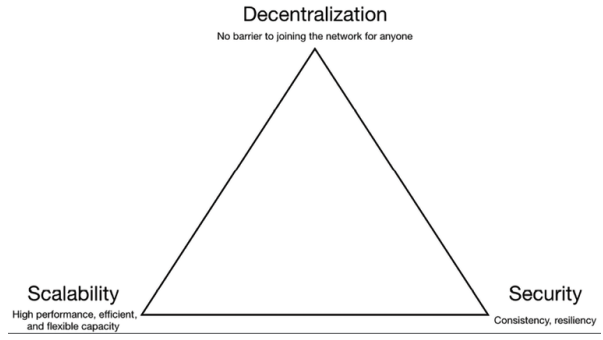 Decentralization
No barrier to joining the network for anyone
Scalability
High performance, efficient,
and flexible capacity
Security
Consistency, resiliency